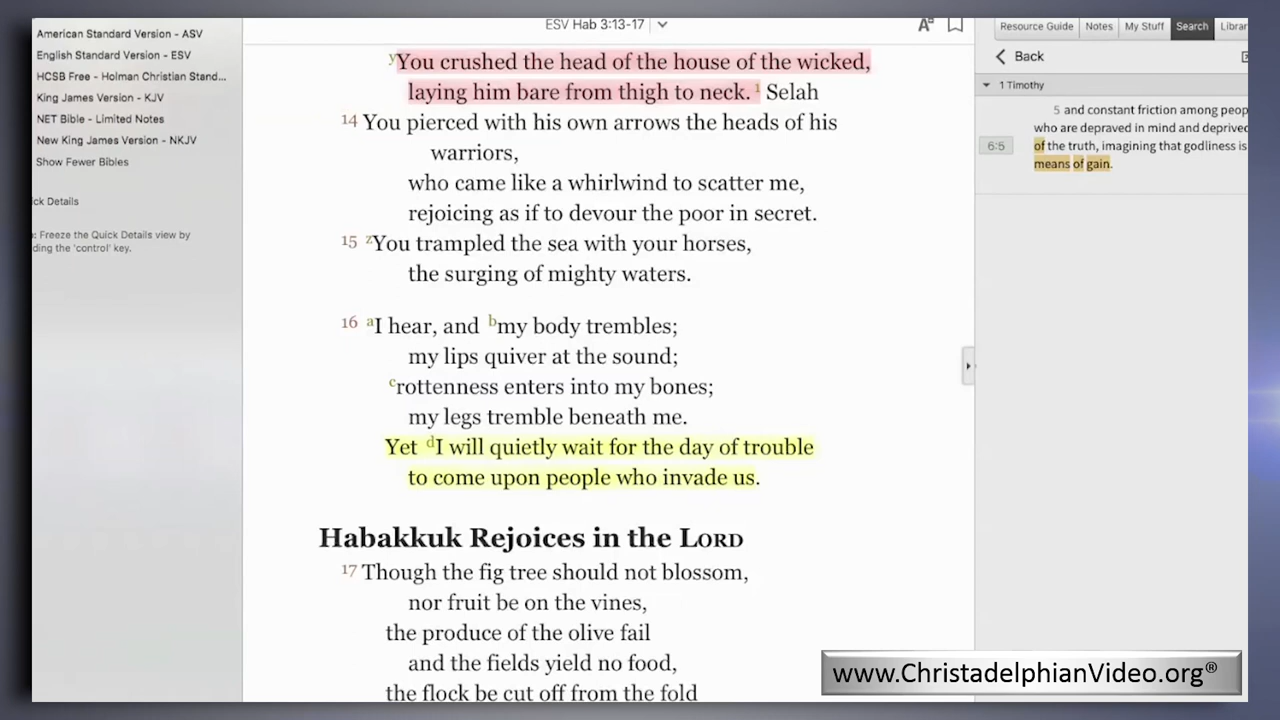 American Standard Version - ASV
English Standard Version - ESV
HCSB Free - Holman Christian Stand...
King James Version - KJV
NET Bible - Limited Notes
New King James Version - NKJV
Show Fewer Bibles
ck Details
: Freeze the Quick Details view by
ding the 'control' key.
ESV Hab 3:13-17
y You crushed the head of the house of the wicked,
laying him bare from thigh to neck. 1 Selah
14 You pierced with his own arrows the heads of his
warriors,
who came like a whirlwind to scatter me,
rejoicing as if to devour the poor in secret.
15 z You trampled the sea with your horses,
the surging of mighty waters.
16 a I hear, and b my body trembles;
my lips quiver at the sound;
c rottenness enters into my bones;
my legs tremble beneath me.
Yet d I will quietly wait for the day of trouble
to come upon people who invade us.
Habakkuk Rejoices in the LORD
17 Though the fig tree should not blossom,
nor fruit be on the vines,
the produce of the olive fail
and the fields yield no food,
the flock be cut off from the fold
Resource Guide Notes My Stuff Search Librar
Back
1 Timothy
5 and constant friction among peop
who are depraved in mind and deprived
6:5 of the truth, imagining that godliness is
means of gain.
www.ChristadelphianVideo.org®